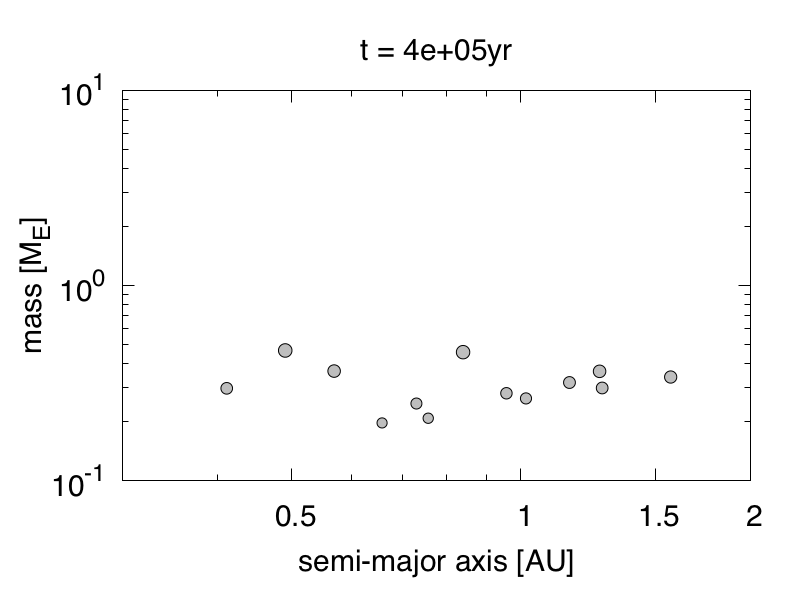 t = 4e+05yr
10^1
10^0
10^-1
mass [M_E]
0.5 1 1.5 2
semi-major axis [AU]